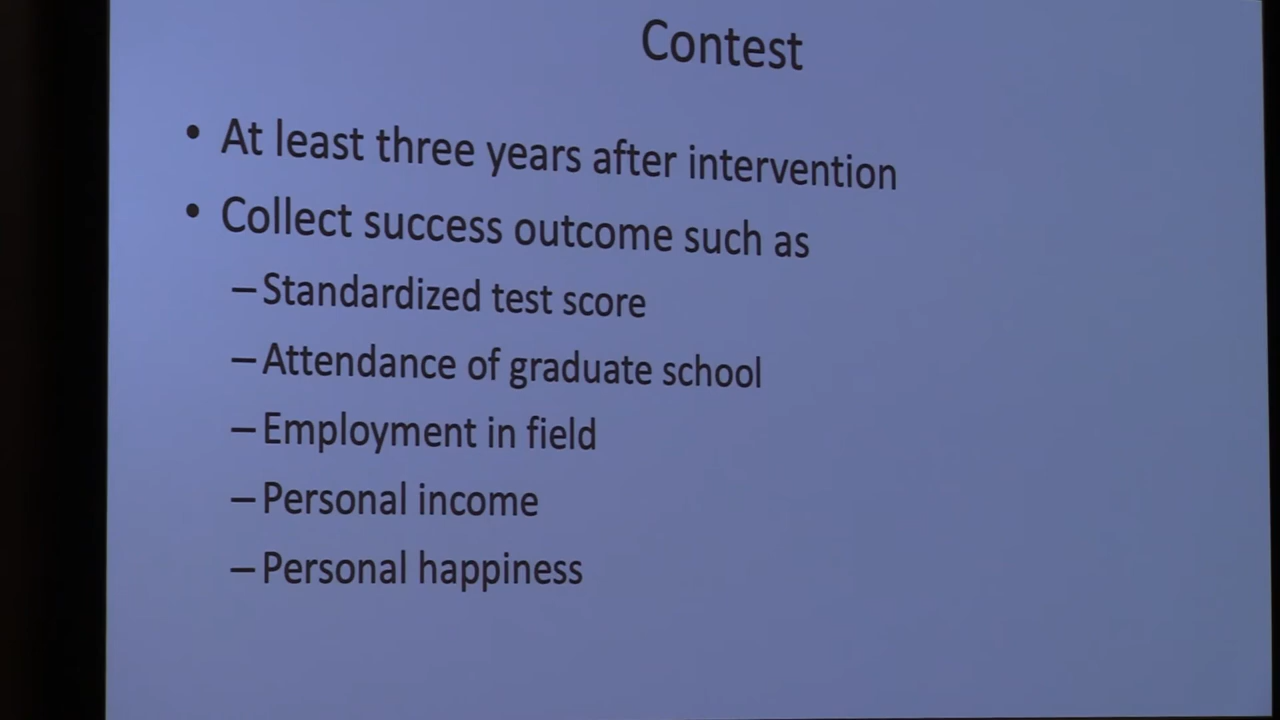 Contest
• At least three years after intervention
• Collect success outcome such as
– Standardized test score
– Attendance of graduate school
– Employment in field
– Personal income
– Personal happiness